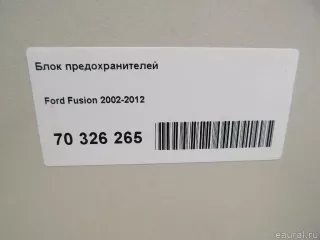 Блок предохранителей
Ford Fusion 2002-2012
70 326 265
eaural.ru